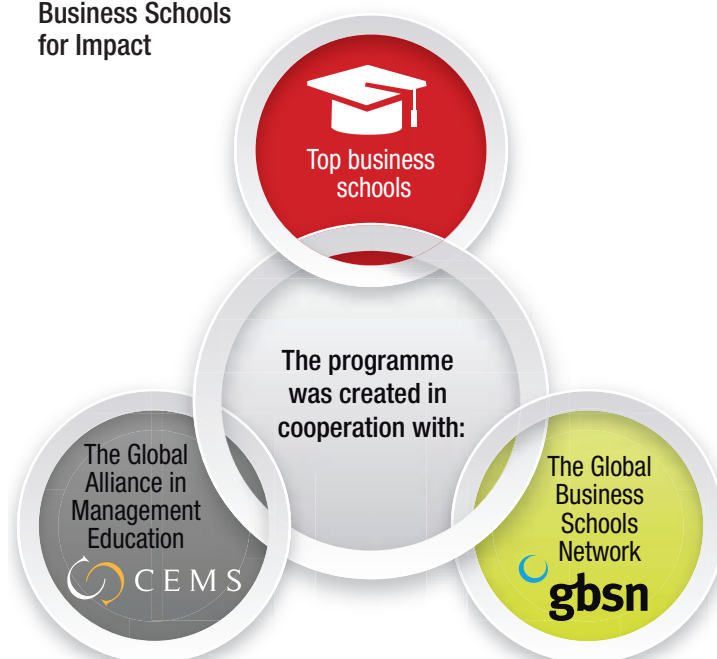 Business Schools
for Impact
Top business
schools
The programme
was created in
cooperation with:
The Global
Alliance in
Management
Education
CEMS
The Global
Business
Schools
Network
gbsn